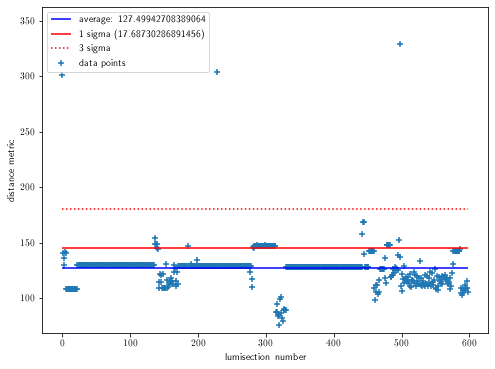 350
300
250
200
150
100
distance metric
average: 127.49942708389064
1 sigma (17.68730286891456)
3 sigma
data points
0
100
200
300
400
500
600
lumisection number